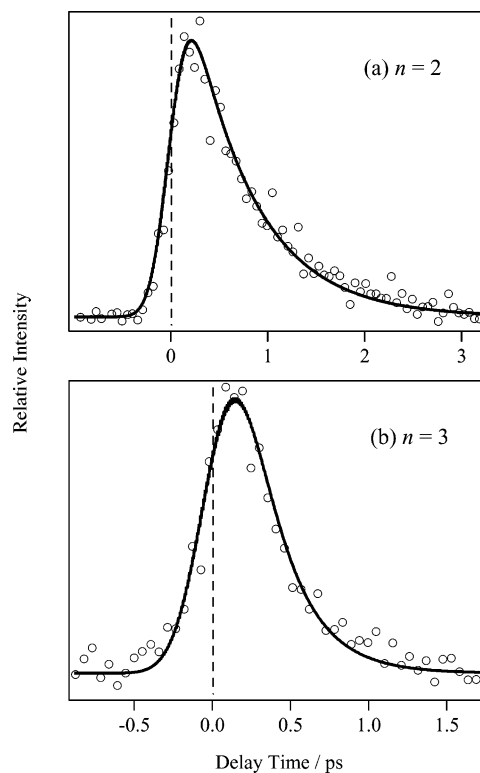 (a) n = 2
0 1 2 3
Relative Intensity
(b) n = 3
-0.5 0.0 0.5 1.0 1.5
Delay Time / ps